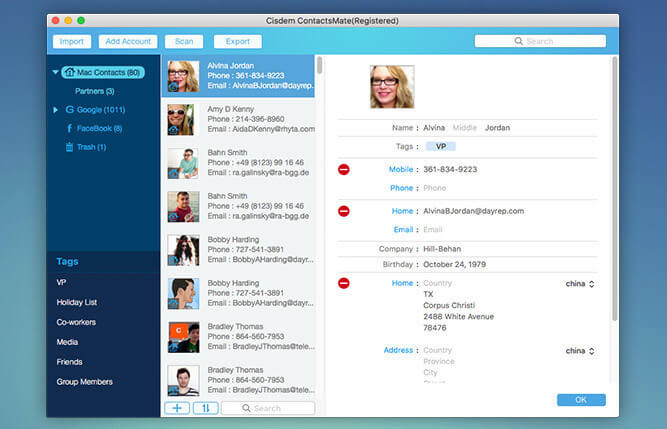 Cisdem ContactsMate(Registered)
Import
Add Account
Scan
Export
Search
Mac Contacts (80)
Partners (3)
Google (1011)
FaceBook (8)
Trash (1)
Tags
VP
Holiday List
Co-workers
Media
Friends
Group Members
Alvina Jordan
Phone : 361-834-9223
Email : AlvinaBJordan@dayrep....
Amy D Kenny
Phone : 214-396-8960
Email : AidaDKenny@rhyta.com
Bahn Smith
Phone : +49 (8123) 99 16 46
Email : ra.galinsky@ra-bgg.de
Bahn Smith
Phone : +49 (8123) 99 16 46
Email : ra.galinsky@ra-bgg.de
Bobby Harding
Phone : 727-541-3891
Email : BobbyAHarding@dayr...
Bobby Harding
Phone : 727-541-3891
Email : BobbyAHarding@dayr...
Bradley Thomas
Phone : 864-560-7953
Email : BradleyJThomas@tele...
Bradley Thomas
Phone : 864-560-7953
Email : BradleyJThomas@tele...
Search
Name : Alvina Middle Jordan
Tags : VP
Mobile : 361-834-9223
Phone : Phone
Home : AlvinaBJordan@dayrep.com
Email : Email
Company : Hill-Behan
Birthday : October 24, 1979
Home : Country china
TX
Corpus Christi
2488 White Avenue
78476
Address : Country china
Province
City
OK